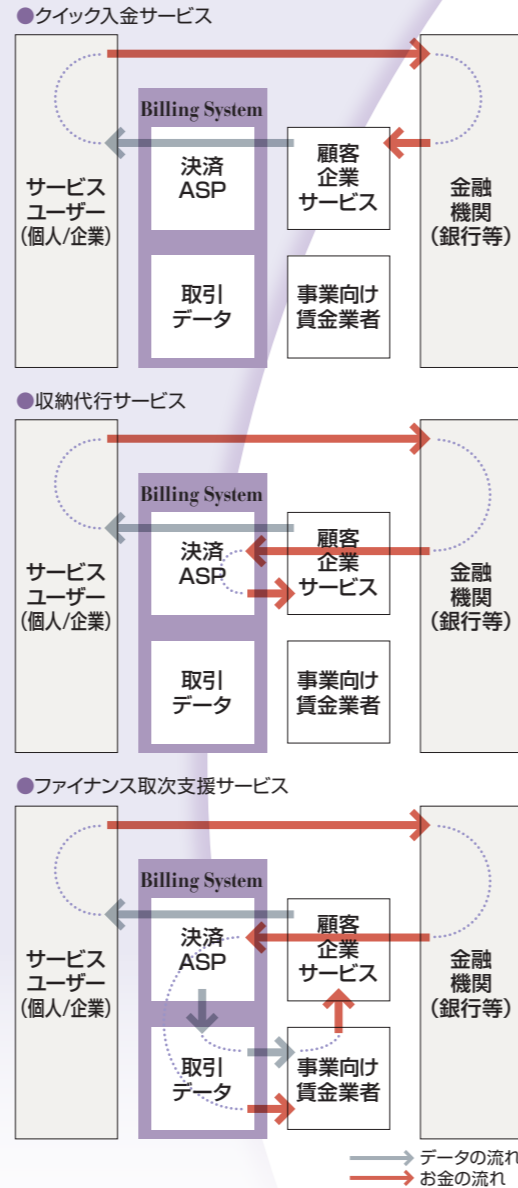 ●クイック入金サービス
Billing System
決済
ASP
顧客
企業
サービス
サービス
ユーザー
(個人/企業)
金融
機関
(銀行等)
取引
データ
事業向け
賃金業者
●収納代行サービス
Billing System
決済
ASP
顧客
企業
サービス
サービス
ユーザー
(個人/企業)
金融
機関
(銀行等)
取引
データ
事業向け
賃金業者
●ファイナンス取次支援サービス
Billing System
決済
ASP
顧客
企業
サービス
サービス
ユーザー
(個人/企業)
金融
機関
(銀行等)
取引
データ
事業向け
賃金業者
データの流れ
お金の流れ